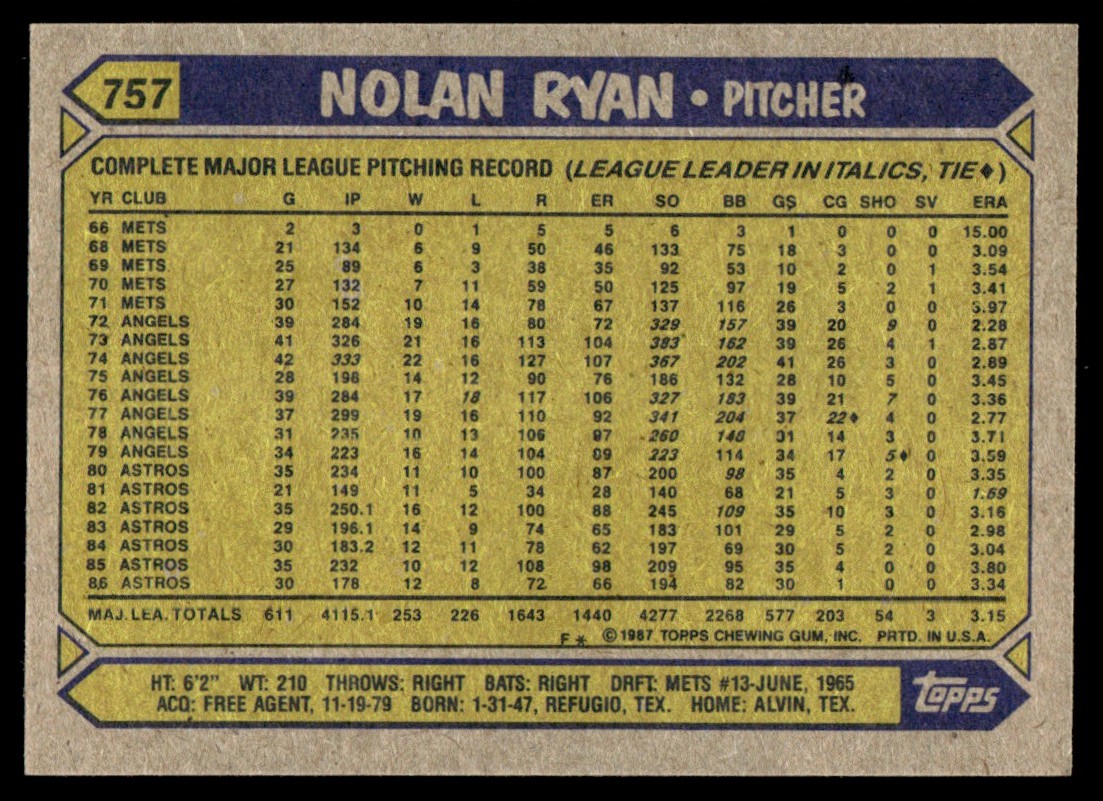 757 NOLAN RYAN • PITCHER
COMPLETE MAJOR LEAGUE PITCHING RECORD (LEAGUE LEADER IN ITALICS, TIE♦)
YR CLUB G IP W L R ER SO BB GS CG SHO SV ERA
66 METS 2 3 0 1 5 5 6 3 1 0 0 0 15.00
68 METS 21 134 6 9 50 46 133 75 18 3 0 0 3.09
69 METS 25 89 6 3 38 35 92 53 10 2 0 1 3.54
70 METS 27 132 7 11 59 50 125 97 19 5 2 1 3.41
71 METS 30 152 10 14 78 67 137 116 26 3 0 0 3.97
72 ANGELS 39 284 19 16 80 72 329 157 39 20 9 0 2.28
73 ANGELS 41 326 21 16 113 104 383 162 39 26 4 1 2.87
74 ANGELS 42 333 22 16 127 107 367 202 41 26 3 0 2.89
75 ANGELS 28 198 14 12 90 76 186 132 28 10 5 0 3.45
76 ANGELS 39 284 17 18 117 106 327 183 39 21 7 0 3.36
77 ANGELS 37 299 19 16 110 92 341 204 37 22♦ 4 0 2.77
78 ANGELS 31 235 10 13 106 97 260 148 31 14 3 0 3.71
79 ANGELS 34 223 16 14 104 89 223 114 34 17 5♦ 0 3.59
80 ASTROS 35 234 11 10 100 87 200 98 35 4 2 0 3.35
81 ASTROS 21 149 11 5 34 28 140 68 21 5 3 0 1.69
82 ASTROS 35 250.1 16 12 100 88 245 109 35 10 3 0 3.16
83 ASTROS 29 196.1 14 9 74 65 183 101 29 5 2 0 2.98
84 ASTROS 30 183.2 12 11 78 62 197 69 30 5 2 0 3.04
85 ASTROS 35 232 10 12 108 98 209 95 35 4 0 0 3.80
86 ASTROS 30 178 12 8 72 66 194 82 30 1 0 0 3.34
MAJ. LEA. TOTALS 611 4115.1 253 226 1643 1440 4277 2268 577 203 54 3 3.15
F * © 1987 TOPPS CHEWING GUM, INC. PRTD. IN U.S.A.
HT: 6'2" WT: 210 THROWS: RIGHT BATS: RIGHT DRFT: METS #13-JUNE, 1965
ACQ: FREE AGENT, 11-19-79 BORN: 1-31-47, REFUGIO, TEX. HOME: ALVIN, TEX.
topps